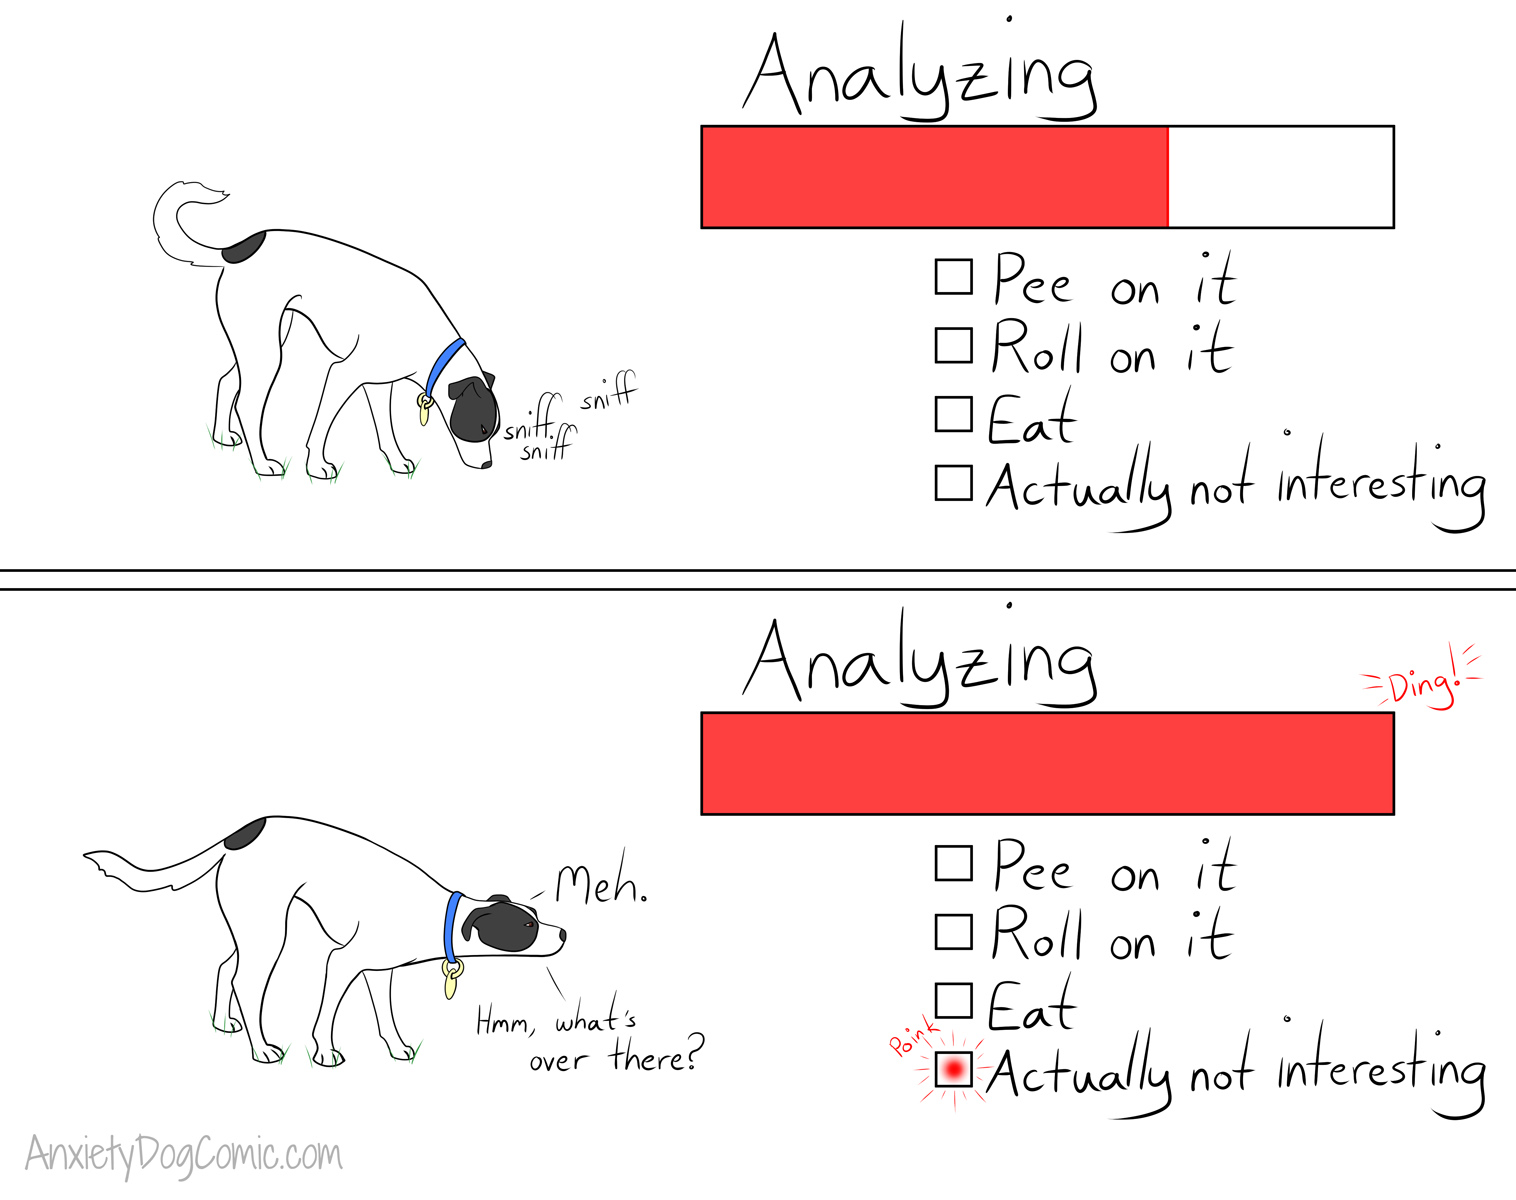 Analyzing
sniff
sniff
sniff
Pee on it
Roll on it
Eat
Actually not interesting
Analyzing
Ding!
Meh.
Hmm, what's
over there?
Pee on it
Roll on it
Eat
Poink
Actually not interesting
AnxietyDogComic.com